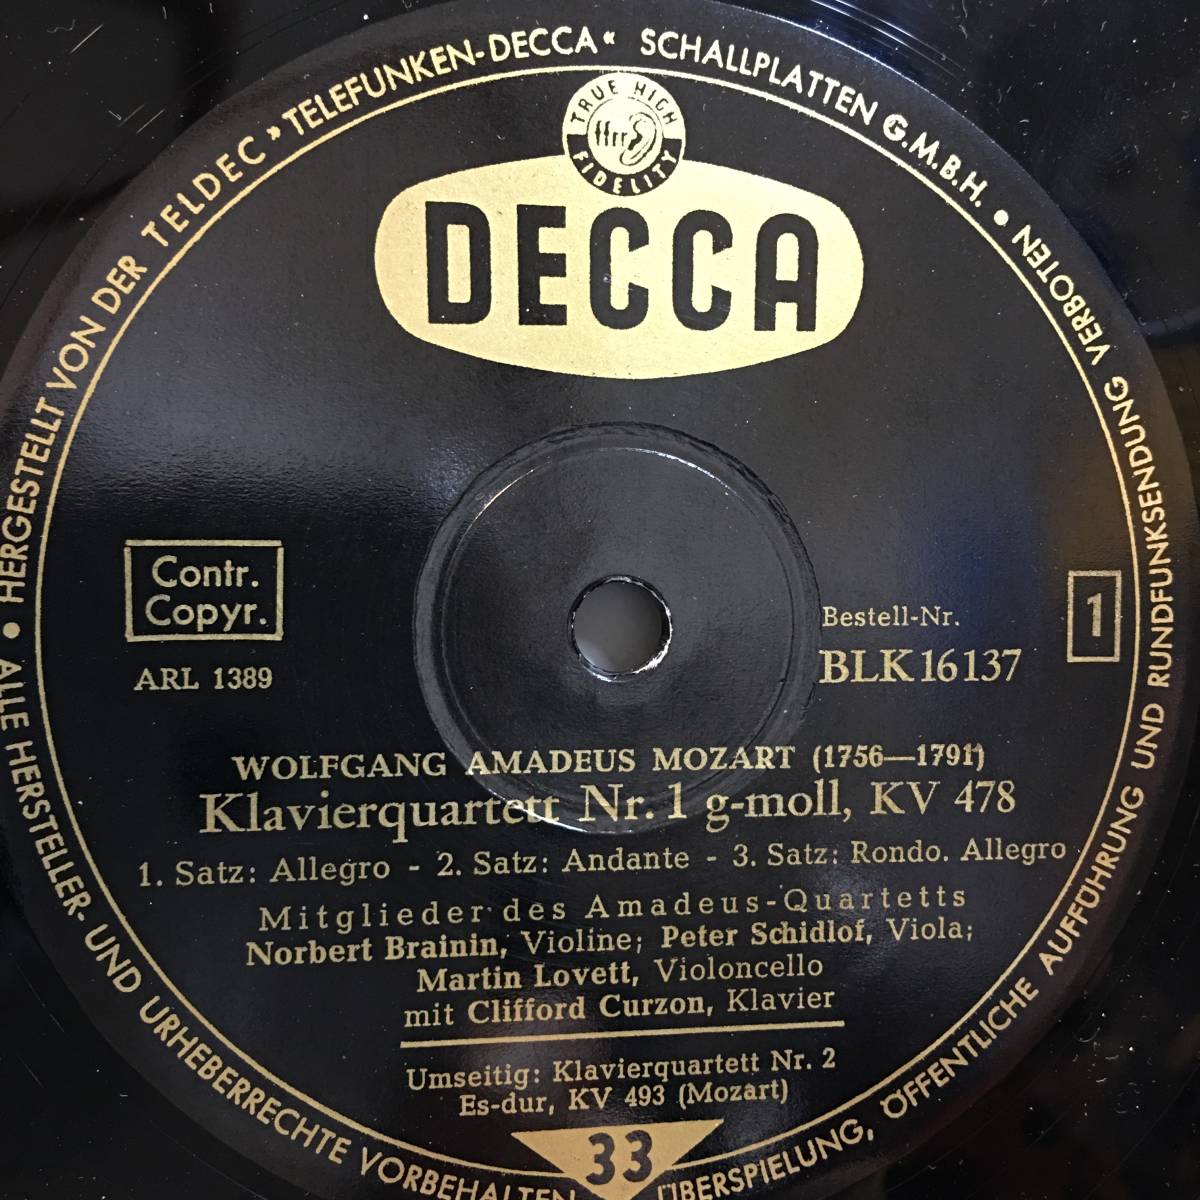 HERGESTELLT VON DER TELDEC »TELEFUNKEN-DECCA« SCHALLPLATTEN G.M.B.H. •
ALLE HERSTELLER- UND URHEBERRECHTE VORBEHALTEN
ÜBERSPIELUNG, ÖFFENTLICHE AUFFÜHRUNG UND RUNDFUNKSENDUNG VERBOTEN •
TRUE HIGH
ffrr
FIDELITY
DECCA
Contr.
Copyr.
ARL 1389
Bestell-Nr.
BLK 16137
1
WOLFGANG AMADEUS MOZART (1756—1791)
Klavierquartett Nr. 1 g-moll, KV 478
1. Satz: Allegro - 2. Satz: Andante - 3. Satz: Rondo. Allegro
Mitglieder des Amadeus-Quartetts
Norbert Brainin, Violine; Peter Schidlof, Viola;
Martin Lovett, Violoncello
mit Clifford Curzon, Klavier
Umseitig: Klavierquartett Nr. 2
Es-dur, KV 493 (Mozart)
33